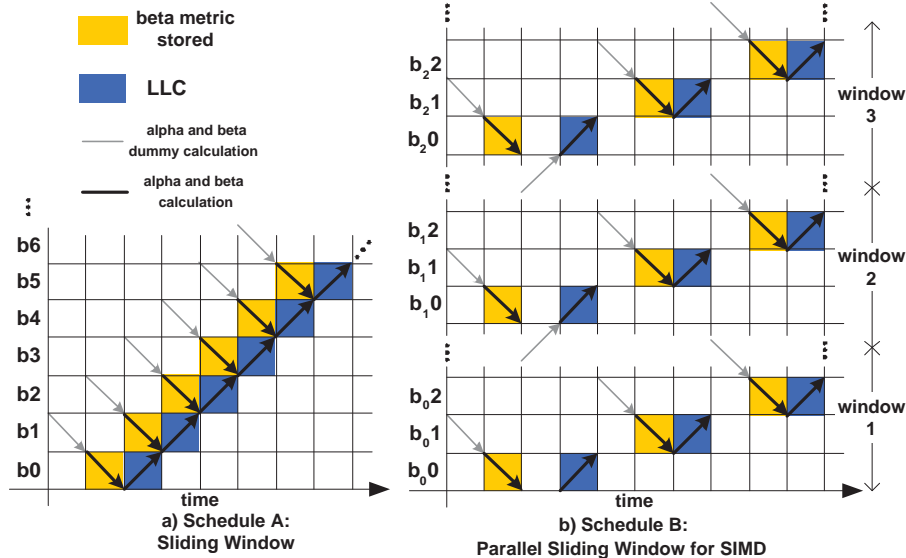 beta metric
stored
LLC
alpha and beta
dummy calculation
alpha and beta
calculation
b6
b5
b4
b3
b2
b1
b0
time
a) Schedule A:
Sliding Window
b₂2
b₂1
b₂0
b₁2
b₁1
b₁0
b₀2
b₀1
b₀0
window
3
window
2
window
1
time
b) Schedule B:
Parallel Sliding Window for SIMD